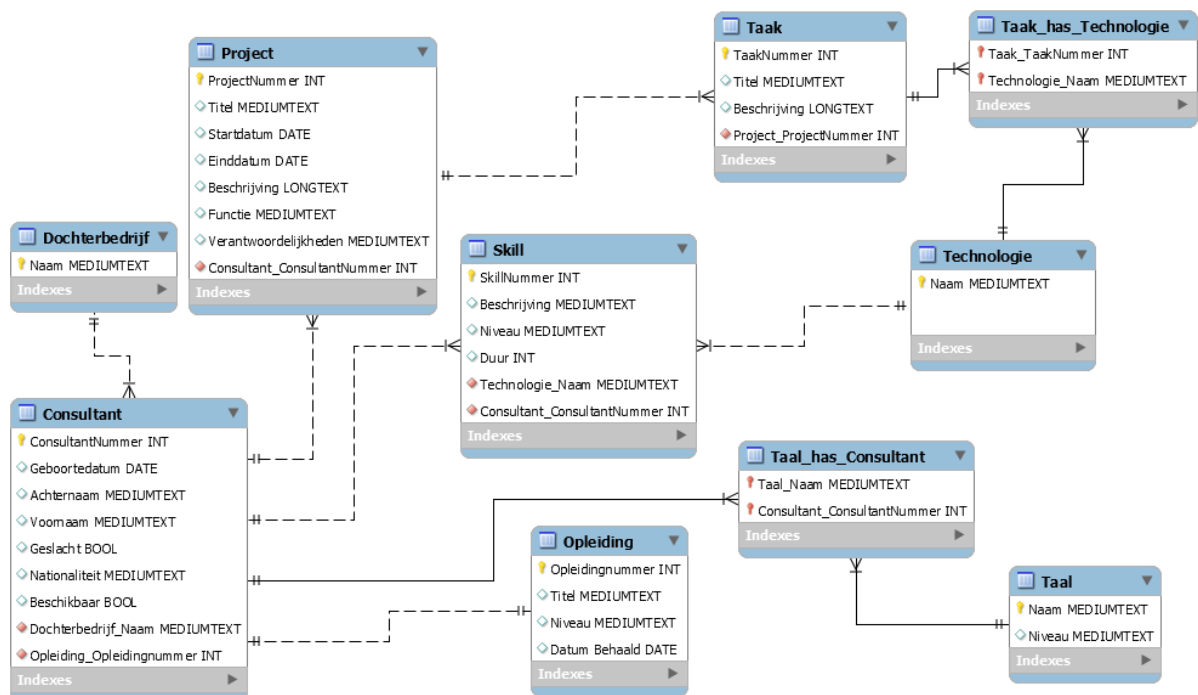 Project
ProjectNummer INT
Titel MEDIUMTEXT
Startdatum DATE
Einddatum DATE
Beschrijving LONGTEXT
Functie MEDIUMTEXT
Verantwoordelijkheden MEDIUMTEXT
Consultant_ConsultantNummer INT
Indexes
Taak
TaakNummer INT
Titel MEDIUMTEXT
Beschrijving LONGTEXT
Project_ProjectNummer INT
Indexes
Taak_has_Technologie
Taak_TaakNummer INT
Technologie_Naam MEDIUMTEXT
Indexes
Dochterbedrijf
Naam MEDIUMTEXT
Indexes
Skill
SkillNummer INT
Beschrijving MEDIUMTEXT
Niveau MEDIUMTEXT
Duur INT
Technologie_Naam MEDIUMTEXT
Consultant_ConsultantNummer INT
Indexes
Technologie
Naam MEDIUMTEXT
Indexes
Consultant
ConsultantNummer INT
Geboortedatum DATE
Achternaam MEDIUMTEXT
Voornaam MEDIUMTEXT
Geslacht BOOL
Nationaliteit MEDIUMTEXT
Beschikbaar BOOL
Dochterbedrijf_Naam MEDIUMTEXT
Opleiding_Opleidingnummer INT
Indexes
Taal_has_Consultant
Taal_Naam MEDIUMTEXT
Consultant_ConsultantNummer INT
Indexes
Opleiding
Opleidingnummer INT
Titel MEDIUMTEXT
Niveau MEDIUMTEXT
Datum Behaald DATE
Indexes
Taal
Naam MEDIUMTEXT
Niveau MEDIUMTEXT
Indexes